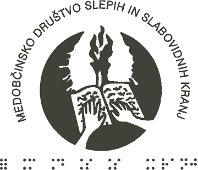 MEDOBČINSKO DRUŠTVO SLEPIH IN SLABOVIDNIH KRANJ